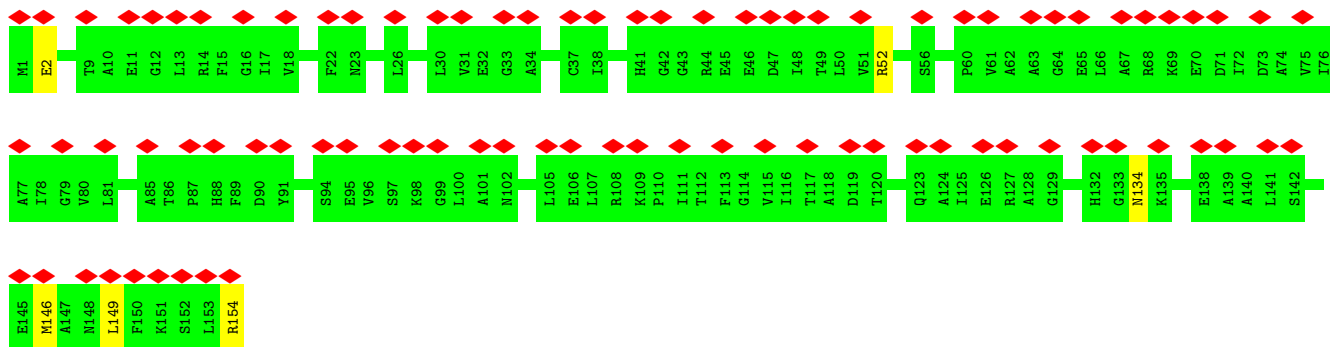 M1 E2 T9 A10 E11 G12 L13 R14 F15 G16 I17 V18 F22 N23 L26 L30 V31 E32 G33 A34 C37 I38 H41 G42 G43 R44 E45 E46 D47 I48 T49 L50 V51 R52 S56 P60 V61 A62 A63 G64 E65 L66 A67 R68 K69 E70 D71 I72 D73 A74 V75 I76
A77 I78 G79 V80 L81 A85 T86 P87 H88 F89 D90 Y91 S94 E95 V96 S97 K98 G99 L100 A101 N102 L105 E106 L107 R108 K109 P110 I111 T112 F113 G114 V115 I116 T117 A118 D119 T120 Q123 A124 I125 E126 R127 A128 G129 H132 G133 N134 K135 E138 A139 A140 L141 S142
E145 M146 A147 N148 L149 F150 K151 S152 L153 R154